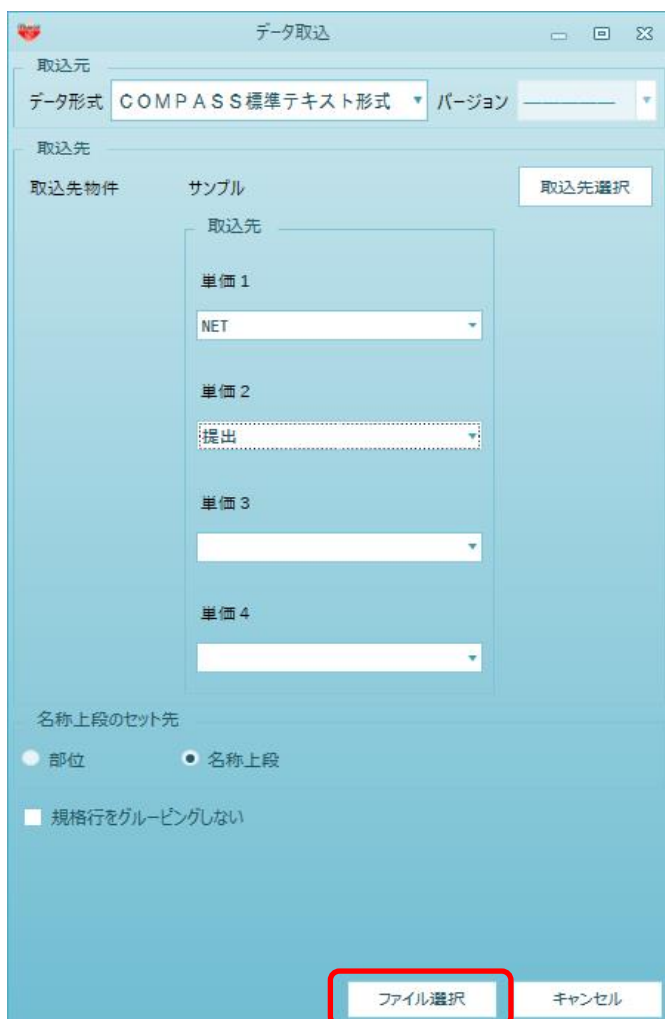 データ取込
取込元
データ形式 COMPASS標準テキスト形式 バージョン ――――――
取込先
取込先物件 サンプル 取込先選択
取込先
単価1
NET
単価2
提出
単価3
単価4
名称上段のセット先
部位 名称上段
規格行をグルーピングしない
ファイル選択 キャンセル